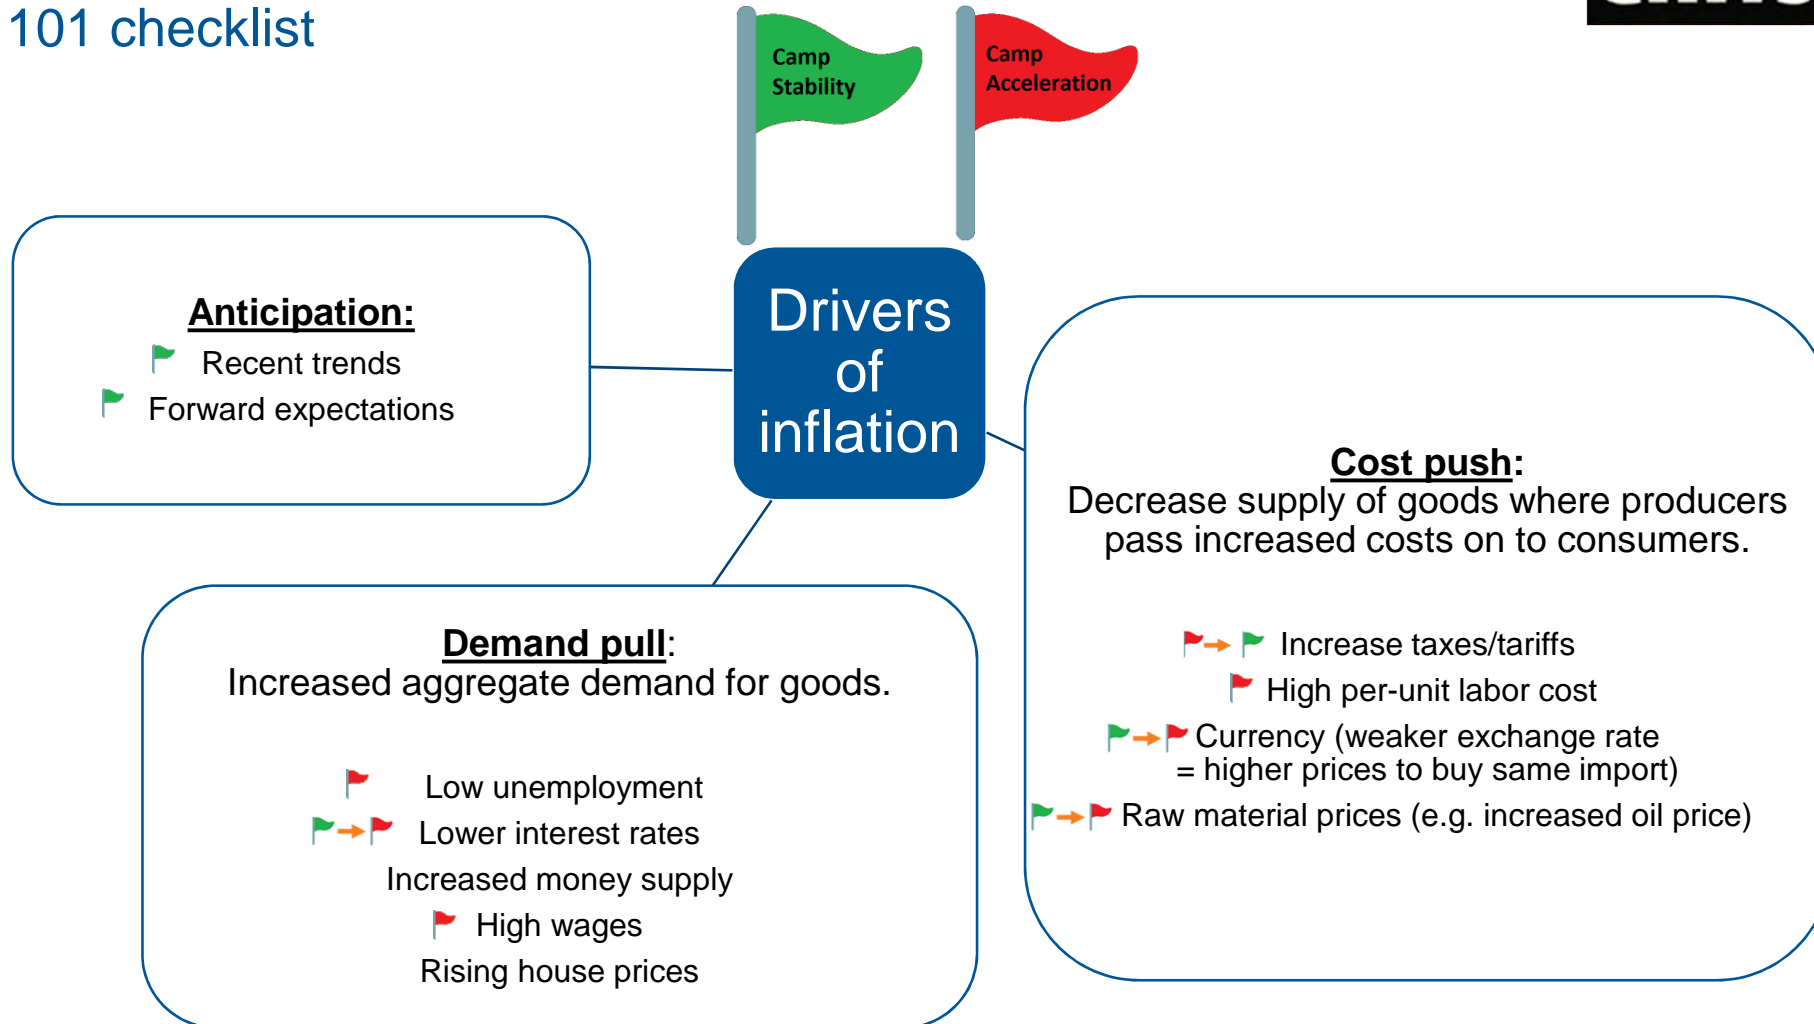 101 checklist
Camp
Stability
Camp
Acceleration
Drivers
of
inflation
Anticipation:
Recent trends
Forward expectations
Cost push:
Decrease supply of goods where producers
pass increased costs on to consumers.
Increase taxes/tariffs
High per-unit labor cost
Currency (weaker exchange rate
= higher prices to buy same import)
Raw material prices (e.g. increased oil price)
Demand pull:
Increased aggregate demand for goods.
Low unemployment
Lower interest rates
Increased money supply
High wages
Rising house prices